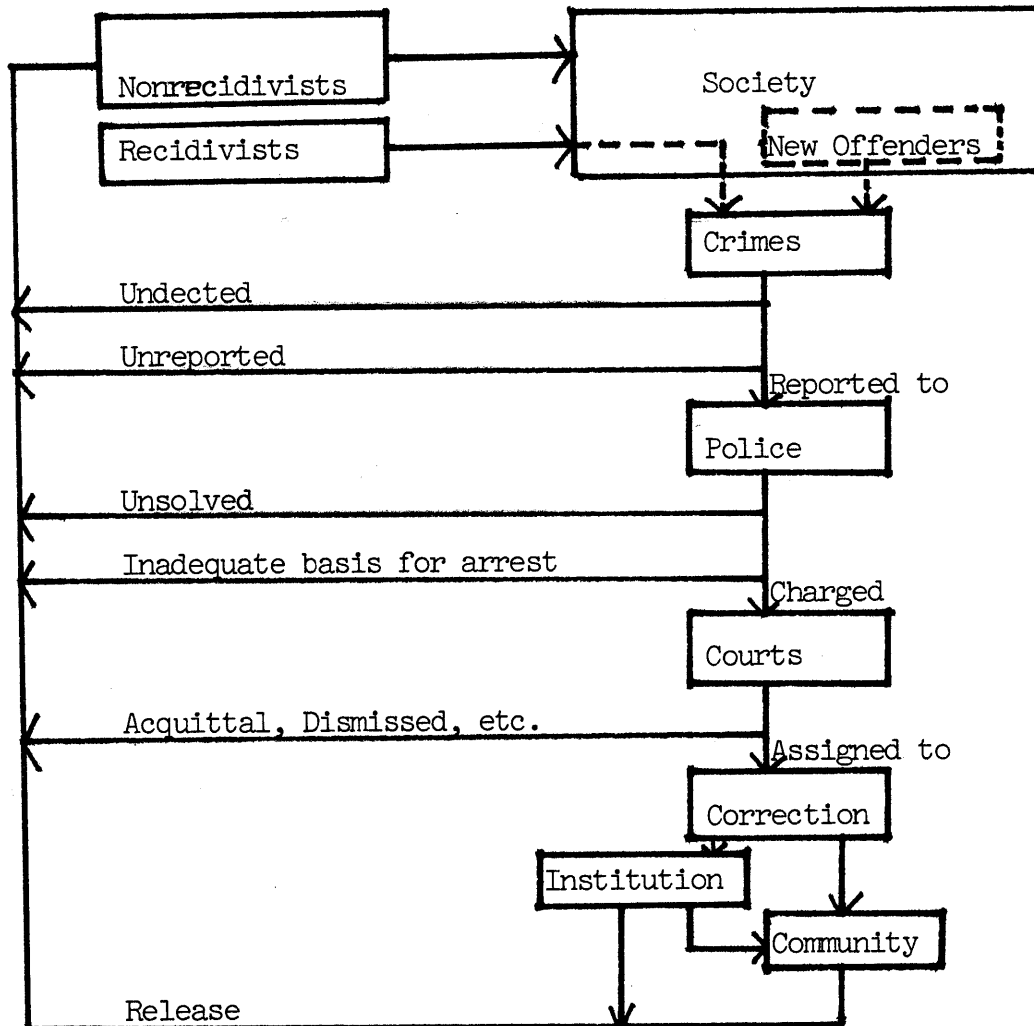 Society
Nonrecidivists
Recidivists
New Offenders
Crimes
Undected
Unreported
Reported to
Police
Unsolved
Inadequate basis for arrest
Charged
Courts
Acquittal, Dismissed, etc.
Assigned to
Correction
Institution
Community
Release